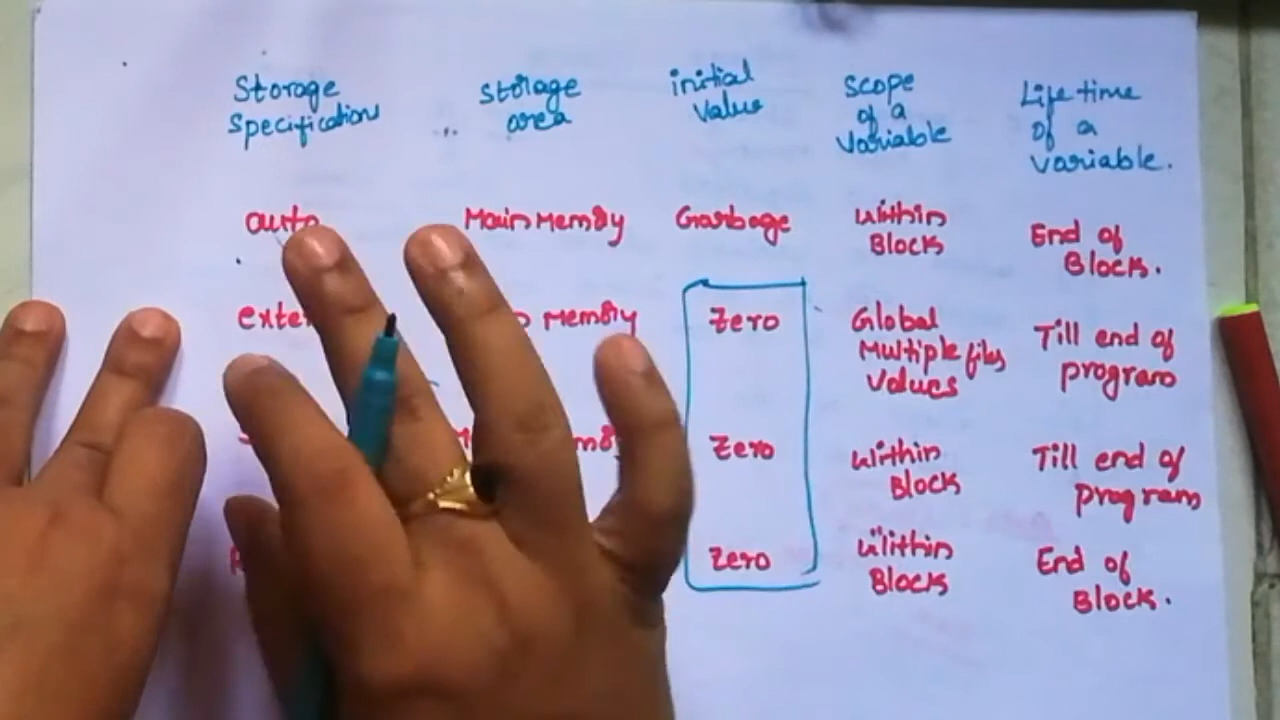 Storage Specification
storage area
initial value
scope of a variable
Life time of a variable.
auto
Main Memory
Garbage
within Block
End of Block.
Memory
Zero
Global Multiple files values
Till end of program
Zero
within Block
Till end of program
Zero
within Block
End of Block.